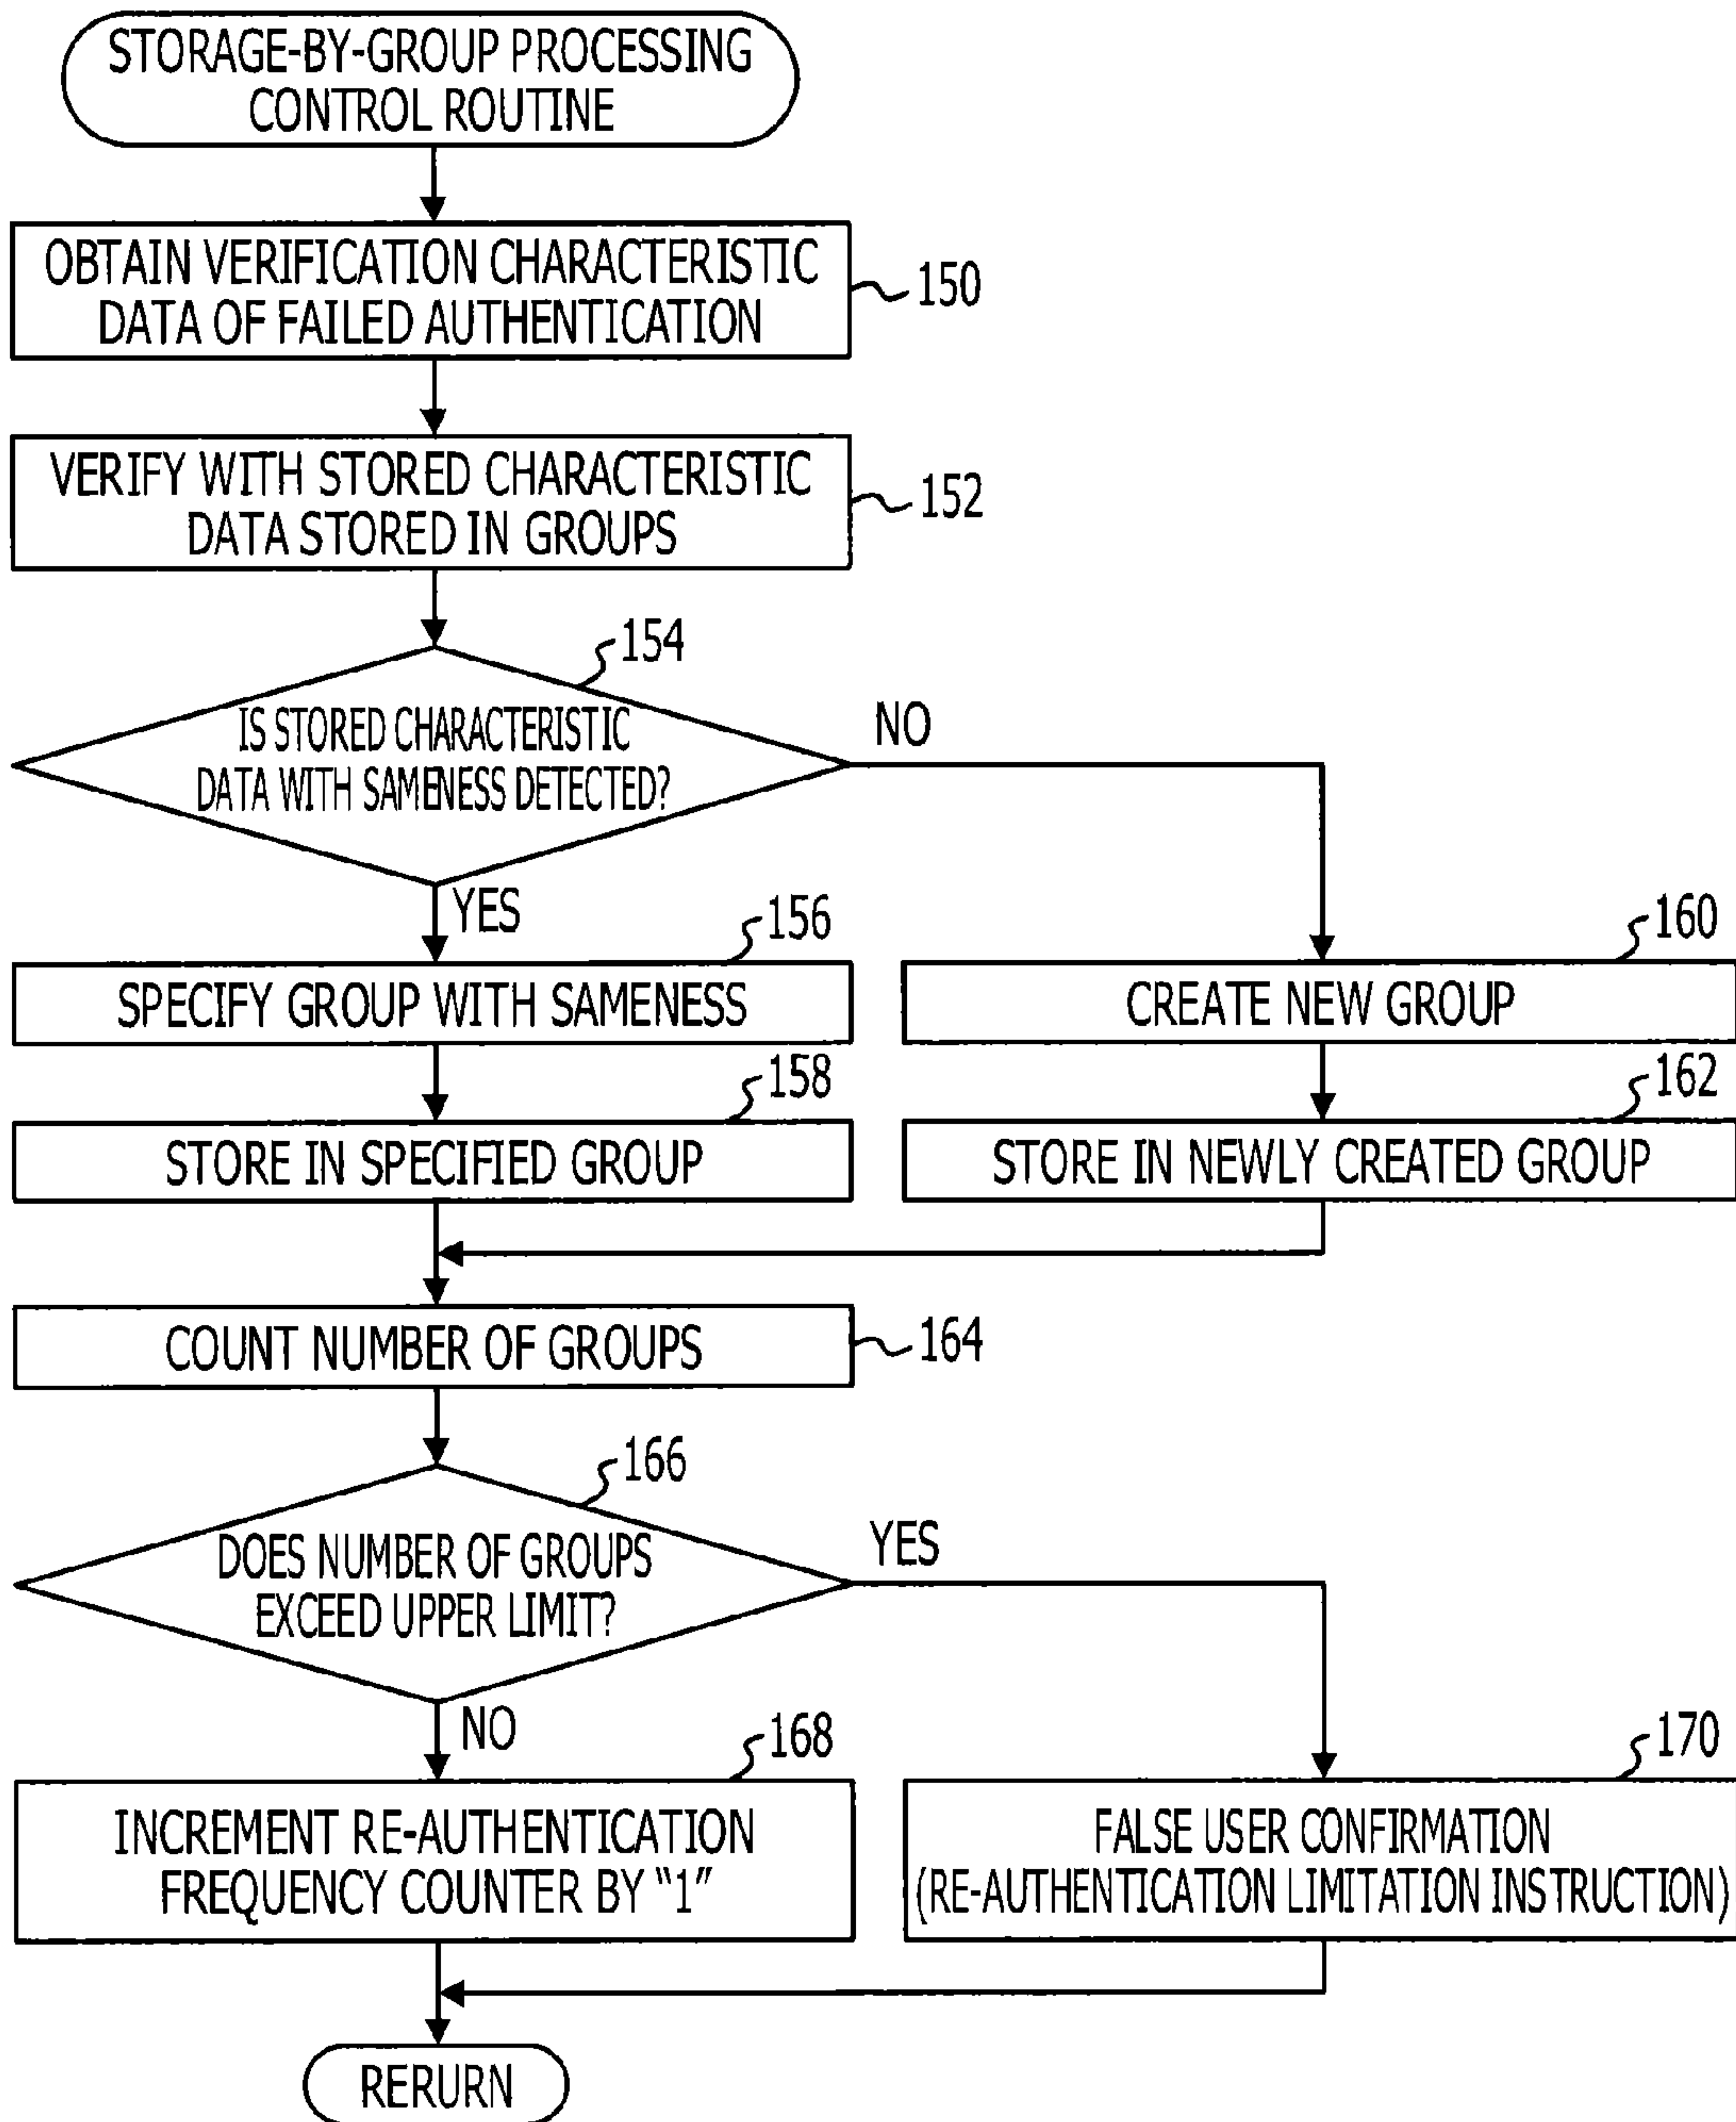 STORAGE-BY-GROUP PROCESSING
CONTROL ROUTINE
OBTAIN VERIFICATION CHARACTERISTIC
DATA OF FAILED AUTHENTICATION
150
VERIFY WITH STORED CHARACTERISTIC
DATA STORED IN GROUPS
152
154
IS STORED CHARACTERISTIC
DATA WITH SAMENESS DETECTED?
NO
YES
156
SPECIFY GROUP WITH SAMENESS
160
CREATE NEW GROUP
158
STORE IN SPECIFIED GROUP
162
STORE IN NEWLY CREATED GROUP
COUNT NUMBER OF GROUPS
164
166
DOES NUMBER OF GROUPS
EXCEED UPPER LIMIT?
YES
NO
168
INCREMENT RE-AUTHENTICATION
FREQUENCY COUNTER BY “1”
170
FALSE USER CONFIRMATION
(RE-AUTHENTICATION LIMITATION INSTRUCTION)
RERURN